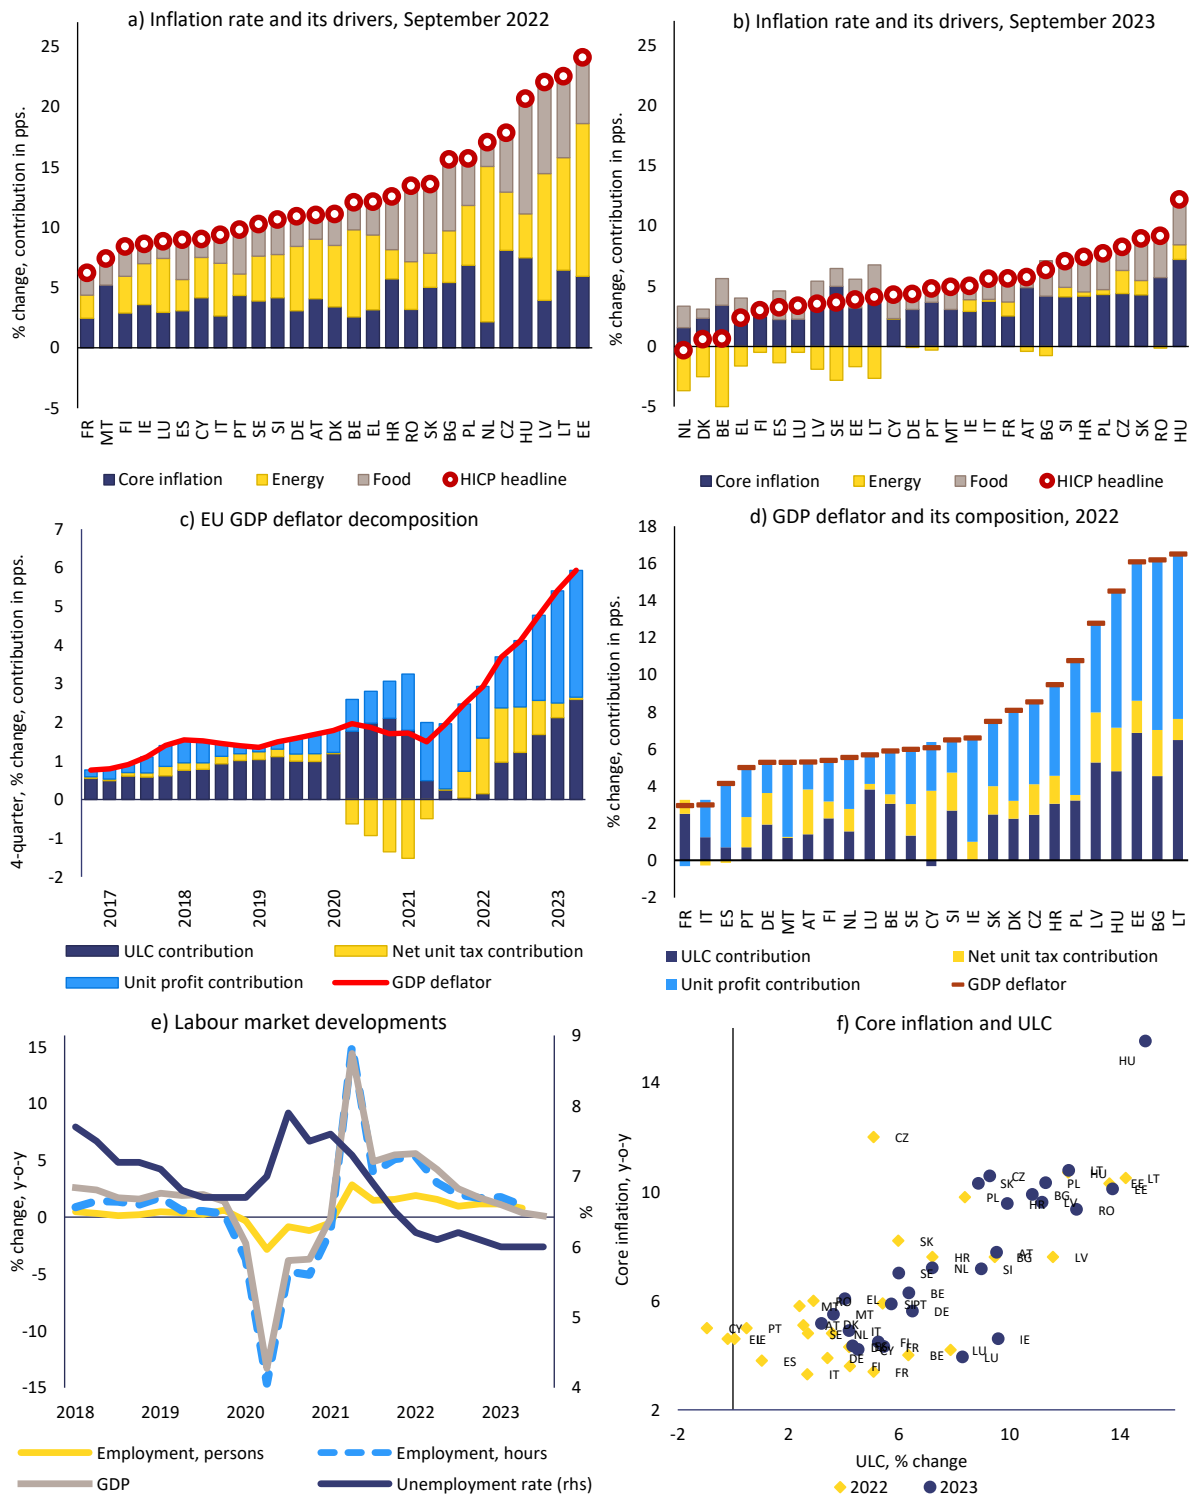 a) Inflation rate and its drivers, September 2022
% change, contribution in pps.
25
20
15
10
5
0
-5
FR MT FI IE LU ES CY IT PT SE SI DE AT DK BE EL HR RO SK BG PL NL CZ HU LV LT EE
Core inflation Energy Food HICP headline
b) Inflation rate and its drivers, September 2023
% change, contribution in pps.
25
20
15
10
5
0
-5
NL DK BE EL FI ES LU LV SE EE LT CY DE PT MT IE IT FR AT BG SI HR PL CZ SK RO HU
Core inflation Energy Food HICP headline
c) EU GDP deflator decomposition
4-quarter, % change, contribution in pps.
7
6
5
4
3
2
1
0
-1
-2
2017 2018 2019 2020 2021 2022 2023
ULC contribution Net unit tax contribution
Unit profit contribution GDP deflator
d) GDP deflator and its composition, 2022
% change, contribution in pps.
18
16
14
12
10
8
6
4
2
0
-2
FR IT ES PT DE MT AT FI NL LU BE SE CY SI IE SK DK CZ HR PL LV HU EE BG LT
ULC contribution Net unit tax contribution
Unit profit contribution GDP deflator
e) Labour market developments
% change, y-o-y
15
10
5
0
-5
-10
-15
9
8
7
6
5
4
%
2018 2019 2020 2021 2022 2023
Employment, persons Employment, hours
GDP Unemployment rate (rhs)
f) Core inflation and ULC
Core inflation, y-o-y
14
10
6
2
HU
CZ
LT
HU
LT
CZ
PL
EE
SK
EE
PL
BG
HR
LV
RO
SK
AT
HR
BG
LV
NL
SI
SE
BE
EL
RO
MT
SI
PT
DE
MT
CY
PT
AT
DK
EL
IE
SE
NL
IT
FI
IE
FR
CY
BE
LU
LU
ES
DE
FI
IT
FR
-2 2 6 10 14
ULC, % change
2022 2023